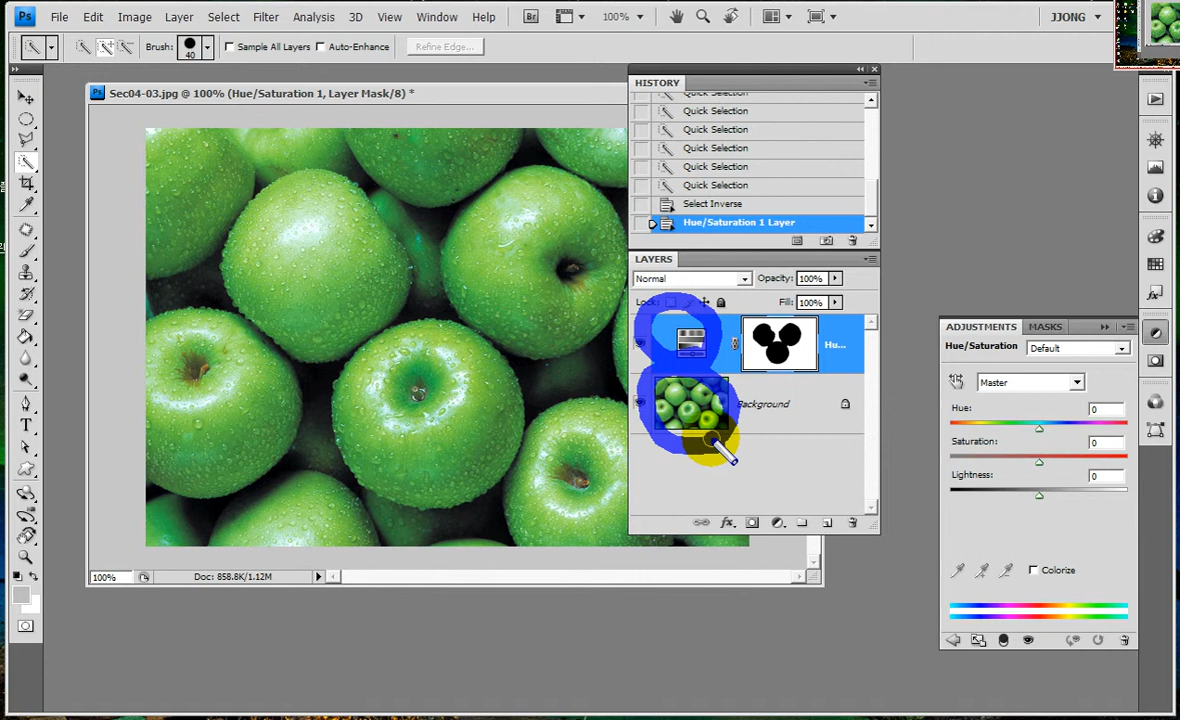 Ps File Edit Image Layer Select Filter Analysis 3D View Window Help Br 100% JJONG
Brush: 40 Sample All Layers Auto-Enhance Refine Edge...
Ps Sec04-03.jpg @ 100% (Hue/Saturation 1, Layer Mask/8) *
HISTORY
Quick Selection
Quick Selection
Quick Selection
Quick Selection
Quick Selection
Quick Selection
Select Inverse
Hue/Saturation 1 Layer
LAYERS
Normal Opacity: 100%
Lock: Fill: 100%
Hu...
Background
fx
100% Doc: 858.8K/1.12M
ADJUSTMENTS MASKS
Hue/Saturation Default
Master
Hue: 0
Saturation: 0
Lightness: 0
Colorize
T